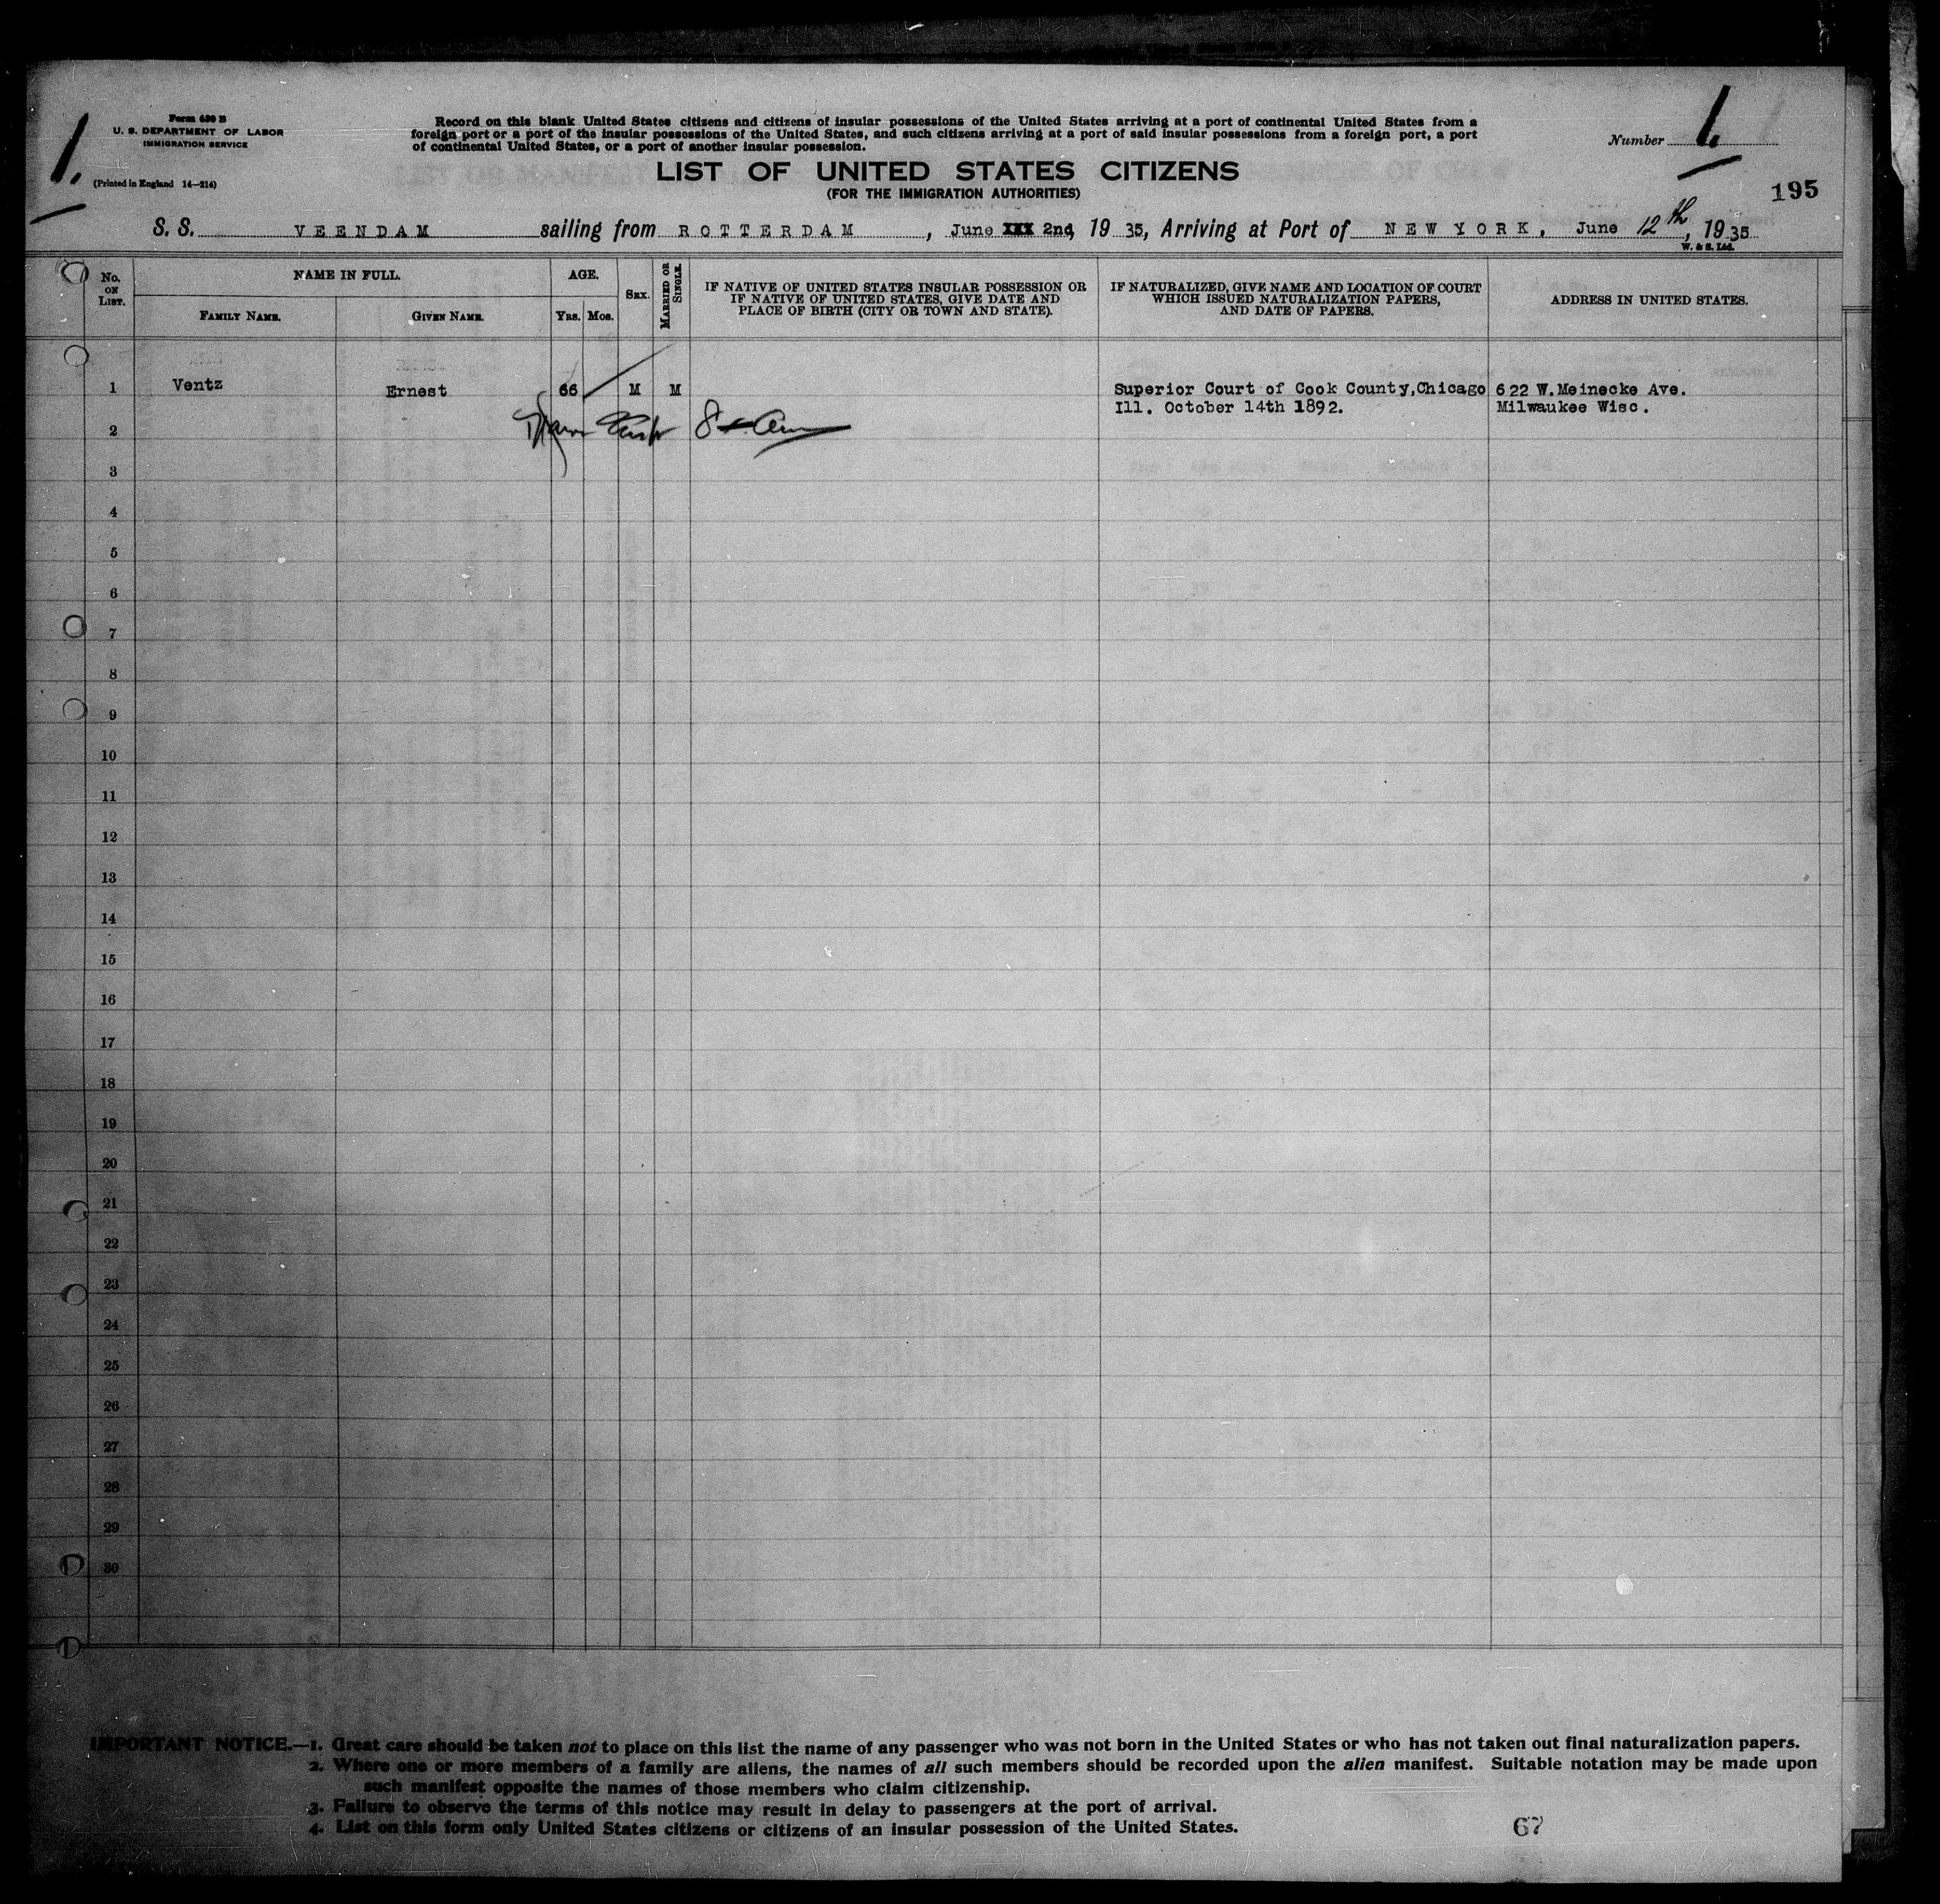 1.
Form 630 B
U. S. DEPARTMENT OF LABOR
IMMIGRATION SERVICE
(Printed in England 14—214)
Record on this blank United States citizens and citizens of insular possessions of the United States arriving at a port of continental United States from a
foreign port or a port of the insular possessions of the United States, and such citizens arriving at a port of said insular possessions from a foreign port, a port
of continental United States, or a port of another insular possession.
LIST OF UNITED STATES CITIZENS
(FOR THE IMMIGRATION AUTHORITIES)
Number 1.
195
S. S. VEENDAM sailing from ROTTERDAM, June XXX 2nd, 19 35, Arriving at Port of NEW YORK, June 12th, 19 35
W. & S. Ltd.
No. ON LIST.
NAME IN FULL.
FAMILY NAME.
GIVEN NAME.
AGE.
YRS. MOS.
SEX.
MARRIED OR SINGLE.
IF NATIVE OF UNITED STATES INSULAR POSSESSION OR
IF NATIVE OF UNITED STATES, GIVE DATE AND
PLACE OF BIRTH (CITY OR TOWN AND STATE).
IF NATURALIZED, GIVE NAME AND LOCATION OF COURT
WHICH ISSUED NATURALIZATION PAPERS,
AND DATE OF PAPERS.
ADDRESS IN UNITED STATES.
1 Ventz Ernest 66 M M Superior Court of Cook County,Chicago 622 W.Meinecke Ave.
Ill. October 14th 1892. Milwaukee Wisc.
2
3
4
5
6
7
8
9
10
11
12
13
14
15
16
17
18
19
20
21
22
23
24
25
26
27
28
29
30
IMPORTANT NOTICE.—1. Great care should be taken not to place on this list the name of any passenger who was not born in the United States or who has not taken out final naturalization papers.
2. Where one or more members of a family are aliens, the names of all such members should be recorded upon the alien manifest. Suitable notation may be made upon
such manifest opposite the names of those members who claim citizenship.
3. Failure to observe the terms of this notice may result in delay to passengers at the port of arrival.
4. List on this form only United States citizens or citizens of an insular possession of the United States.
67